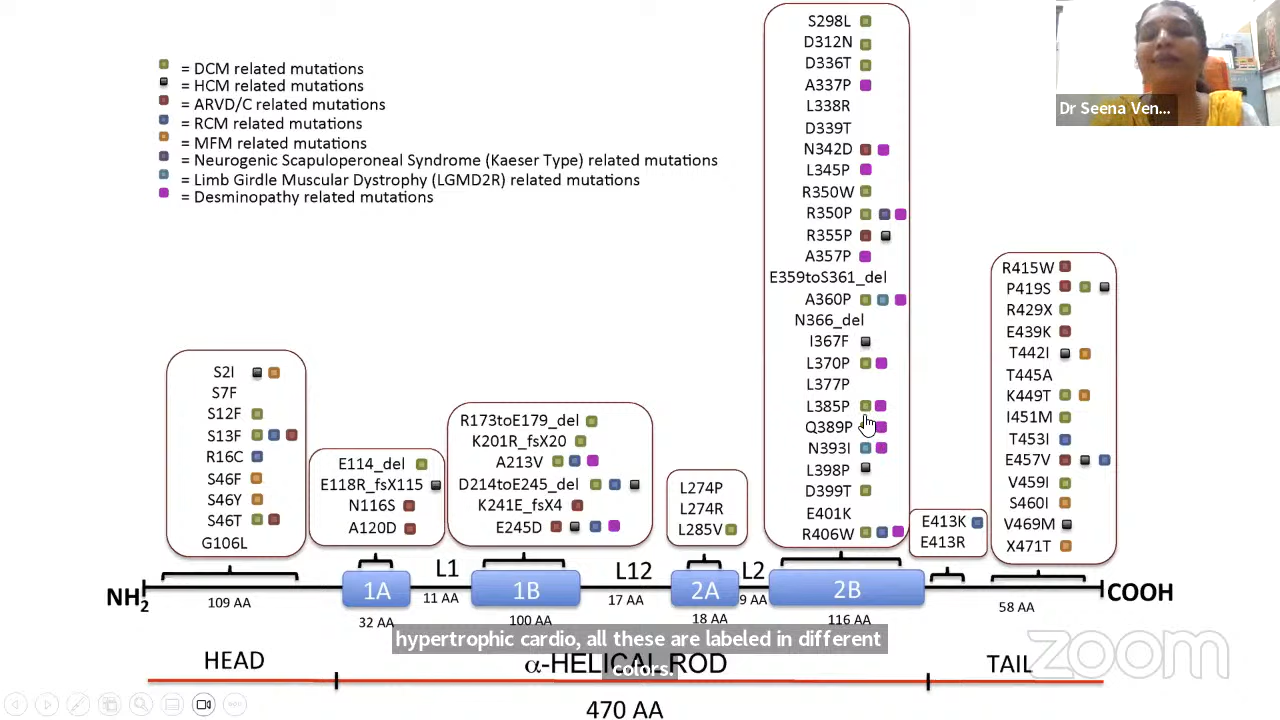 = DCM related mutations
= HCM related mutations
= ARVD/C related mutations
= RCM related mutations
= MFM related mutations
= Neurogenic Scapuloperoneal Syndrome (Kaeser Type) related mutations
= Limb Girdle Muscular Dystrophy (LGMD2R) related mutations
= Desminopathy related mutations
Dr Seena Ven...
S2I
S7F
S12F
S13F
R16C
S46F
S46Y
S46T
G106L
E114_del
E118R_fsX115
N116S
A120D
R173toE179_del
K201R_fsX20
A213V
D214toE245_del
K241E_fsX4
E245D
L274P
L274R
L285V
S298L
D312N
D336T
A337P
L338R
D339T
N342D
L345P
R350W
R350P
R355P
A357P
E359toS361_del
A360P
N366_del
I367F
L370P
L377P
L385P
Q389P
N393I
L398P
D399T
E401K
R406W
E413K
E413R
R415W
P419S
R429X
E439K
T442I
T445A
K449T
I451M
T453I
E457V
V459I
S460I
V469M
X471T
NH2 1A L1 1B L12 2A L2 2B COOH
109 AA 32 AA 11 AA 100 AA 17 AA 18 AA 9 AA 116 AA 58 AA
hypertrophic cardio, all these are labeled in different
colors.
HEAD α-HELICAL ROD TAIL
470 AA
zoom